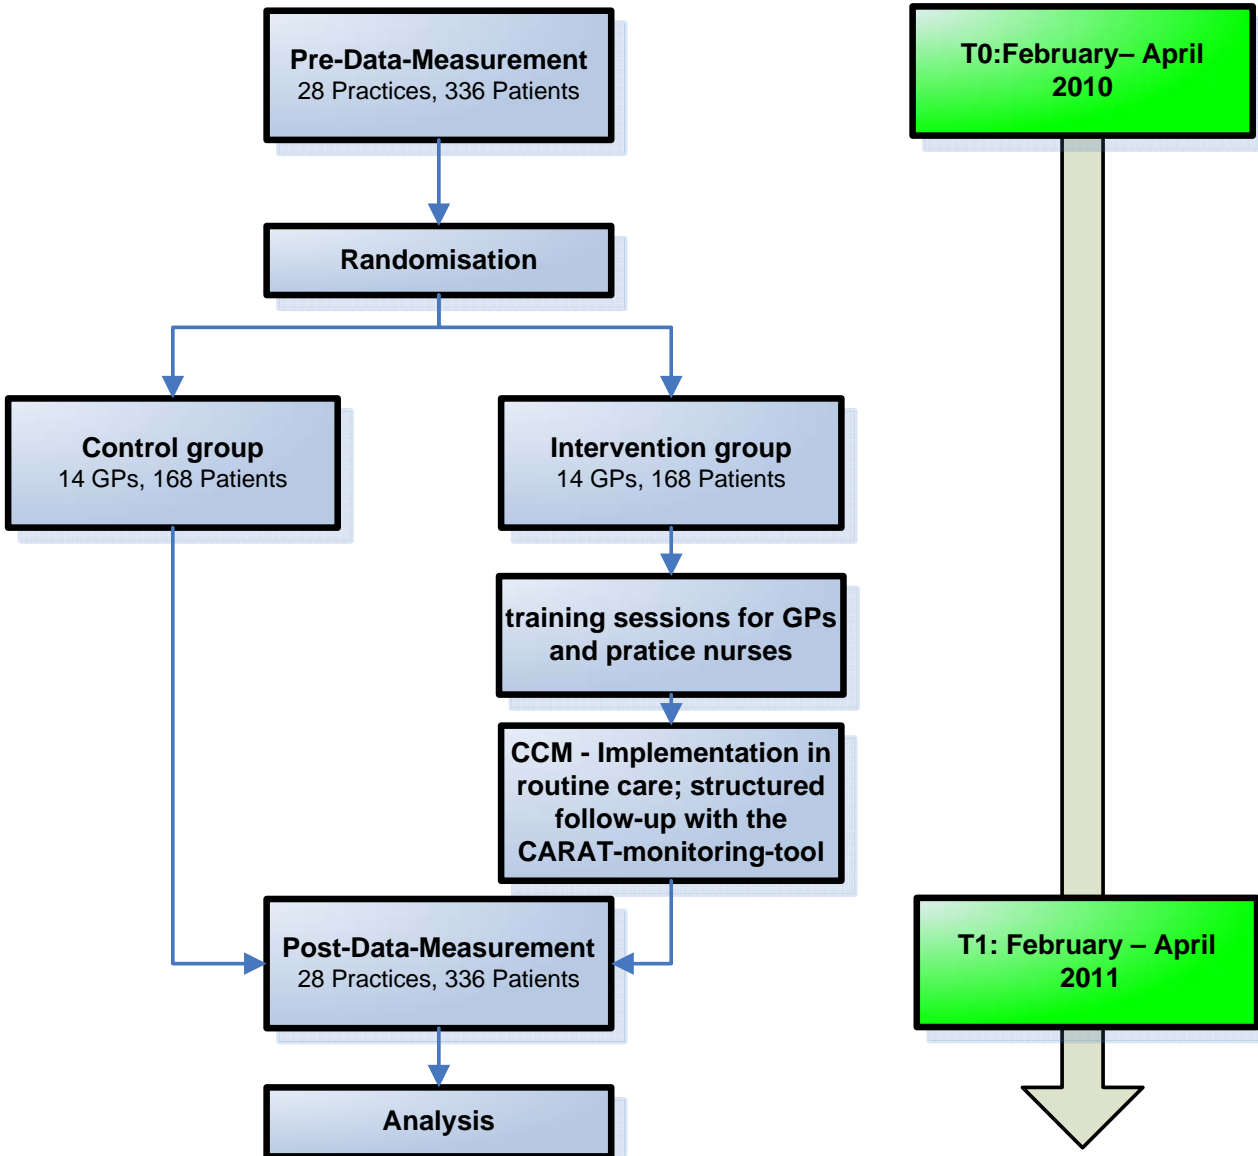 Pre-Data-Measurement
28 Practices, 336 Patients
T0:February– April
2010
Randomisation
Control group
14 GPs, 168 Patients
Intervention group
14 GPs, 168 Patients
training sessions for GPs
and pratice nurses
CCM - Implementation in
routine care; structured
follow-up with the
CARAT-monitoring-tool
Post-Data-Measurement
28 Practices, 336 Patients
T1: February – April
2011
Analysis